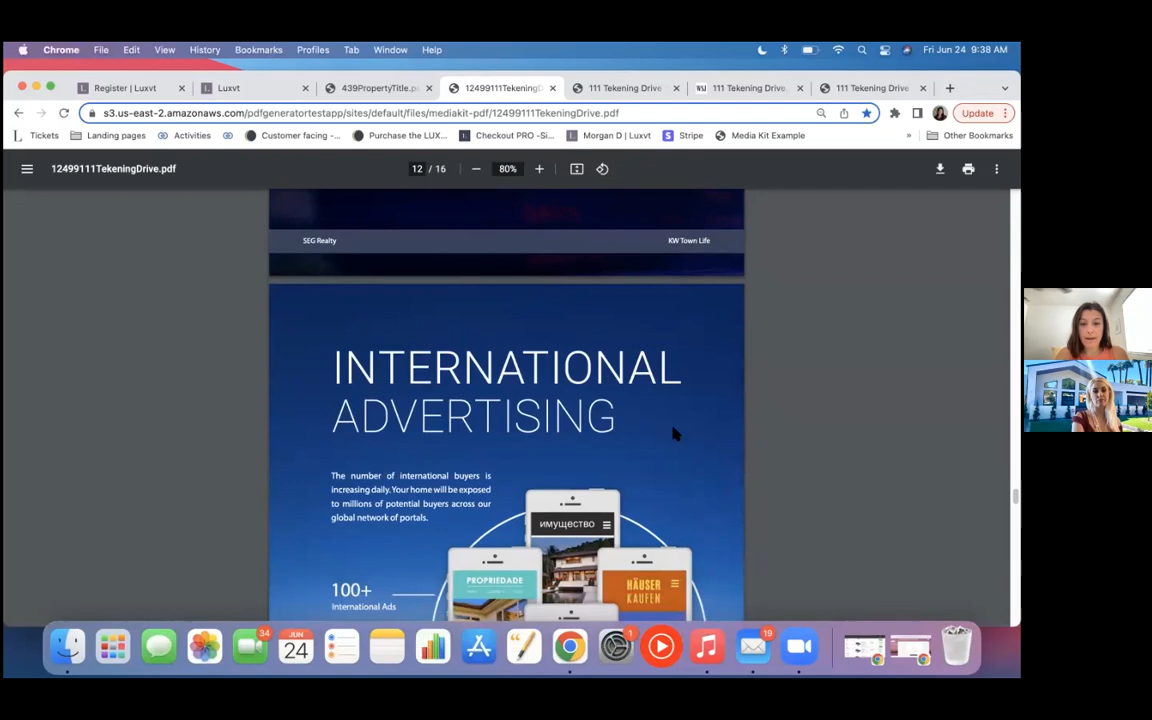 Chrome File Edit View History Bookmarks Profiles Tab Window Help Fri Jun 24 9:38 AM
Register | Luxvt Luxvt 439PropertyTitle.p 12499111TekeningD 111 Tekening Drive 111 Tekening Drive, 111 Tekening Drive
s3.us-east-2.amazonaws.com/pdfgeneratortestapp/sites/default/files/mediakit-pdf/12499111TekeningDrive.pdf Update
Tickets Landing pages Activities Customer facing -... Purchase the LUX... Checkout PRO -Si... Morgan D | Luxvt Stripe Media Kit Example » Other Bookmarks
12499111TekeningDrive.pdf 12 / 16 80%
SEG Realty KW Town Life
INTERNATIONAL
ADVERTISING
The number of international buyers is
increasing daily. Your home will be exposed
to millions of potential buyers across our
global network of portals.
имущество
PROPRIEDADE
HÄUSER
KAUFEN
100+
International Ads
34
JUN
24
1
19